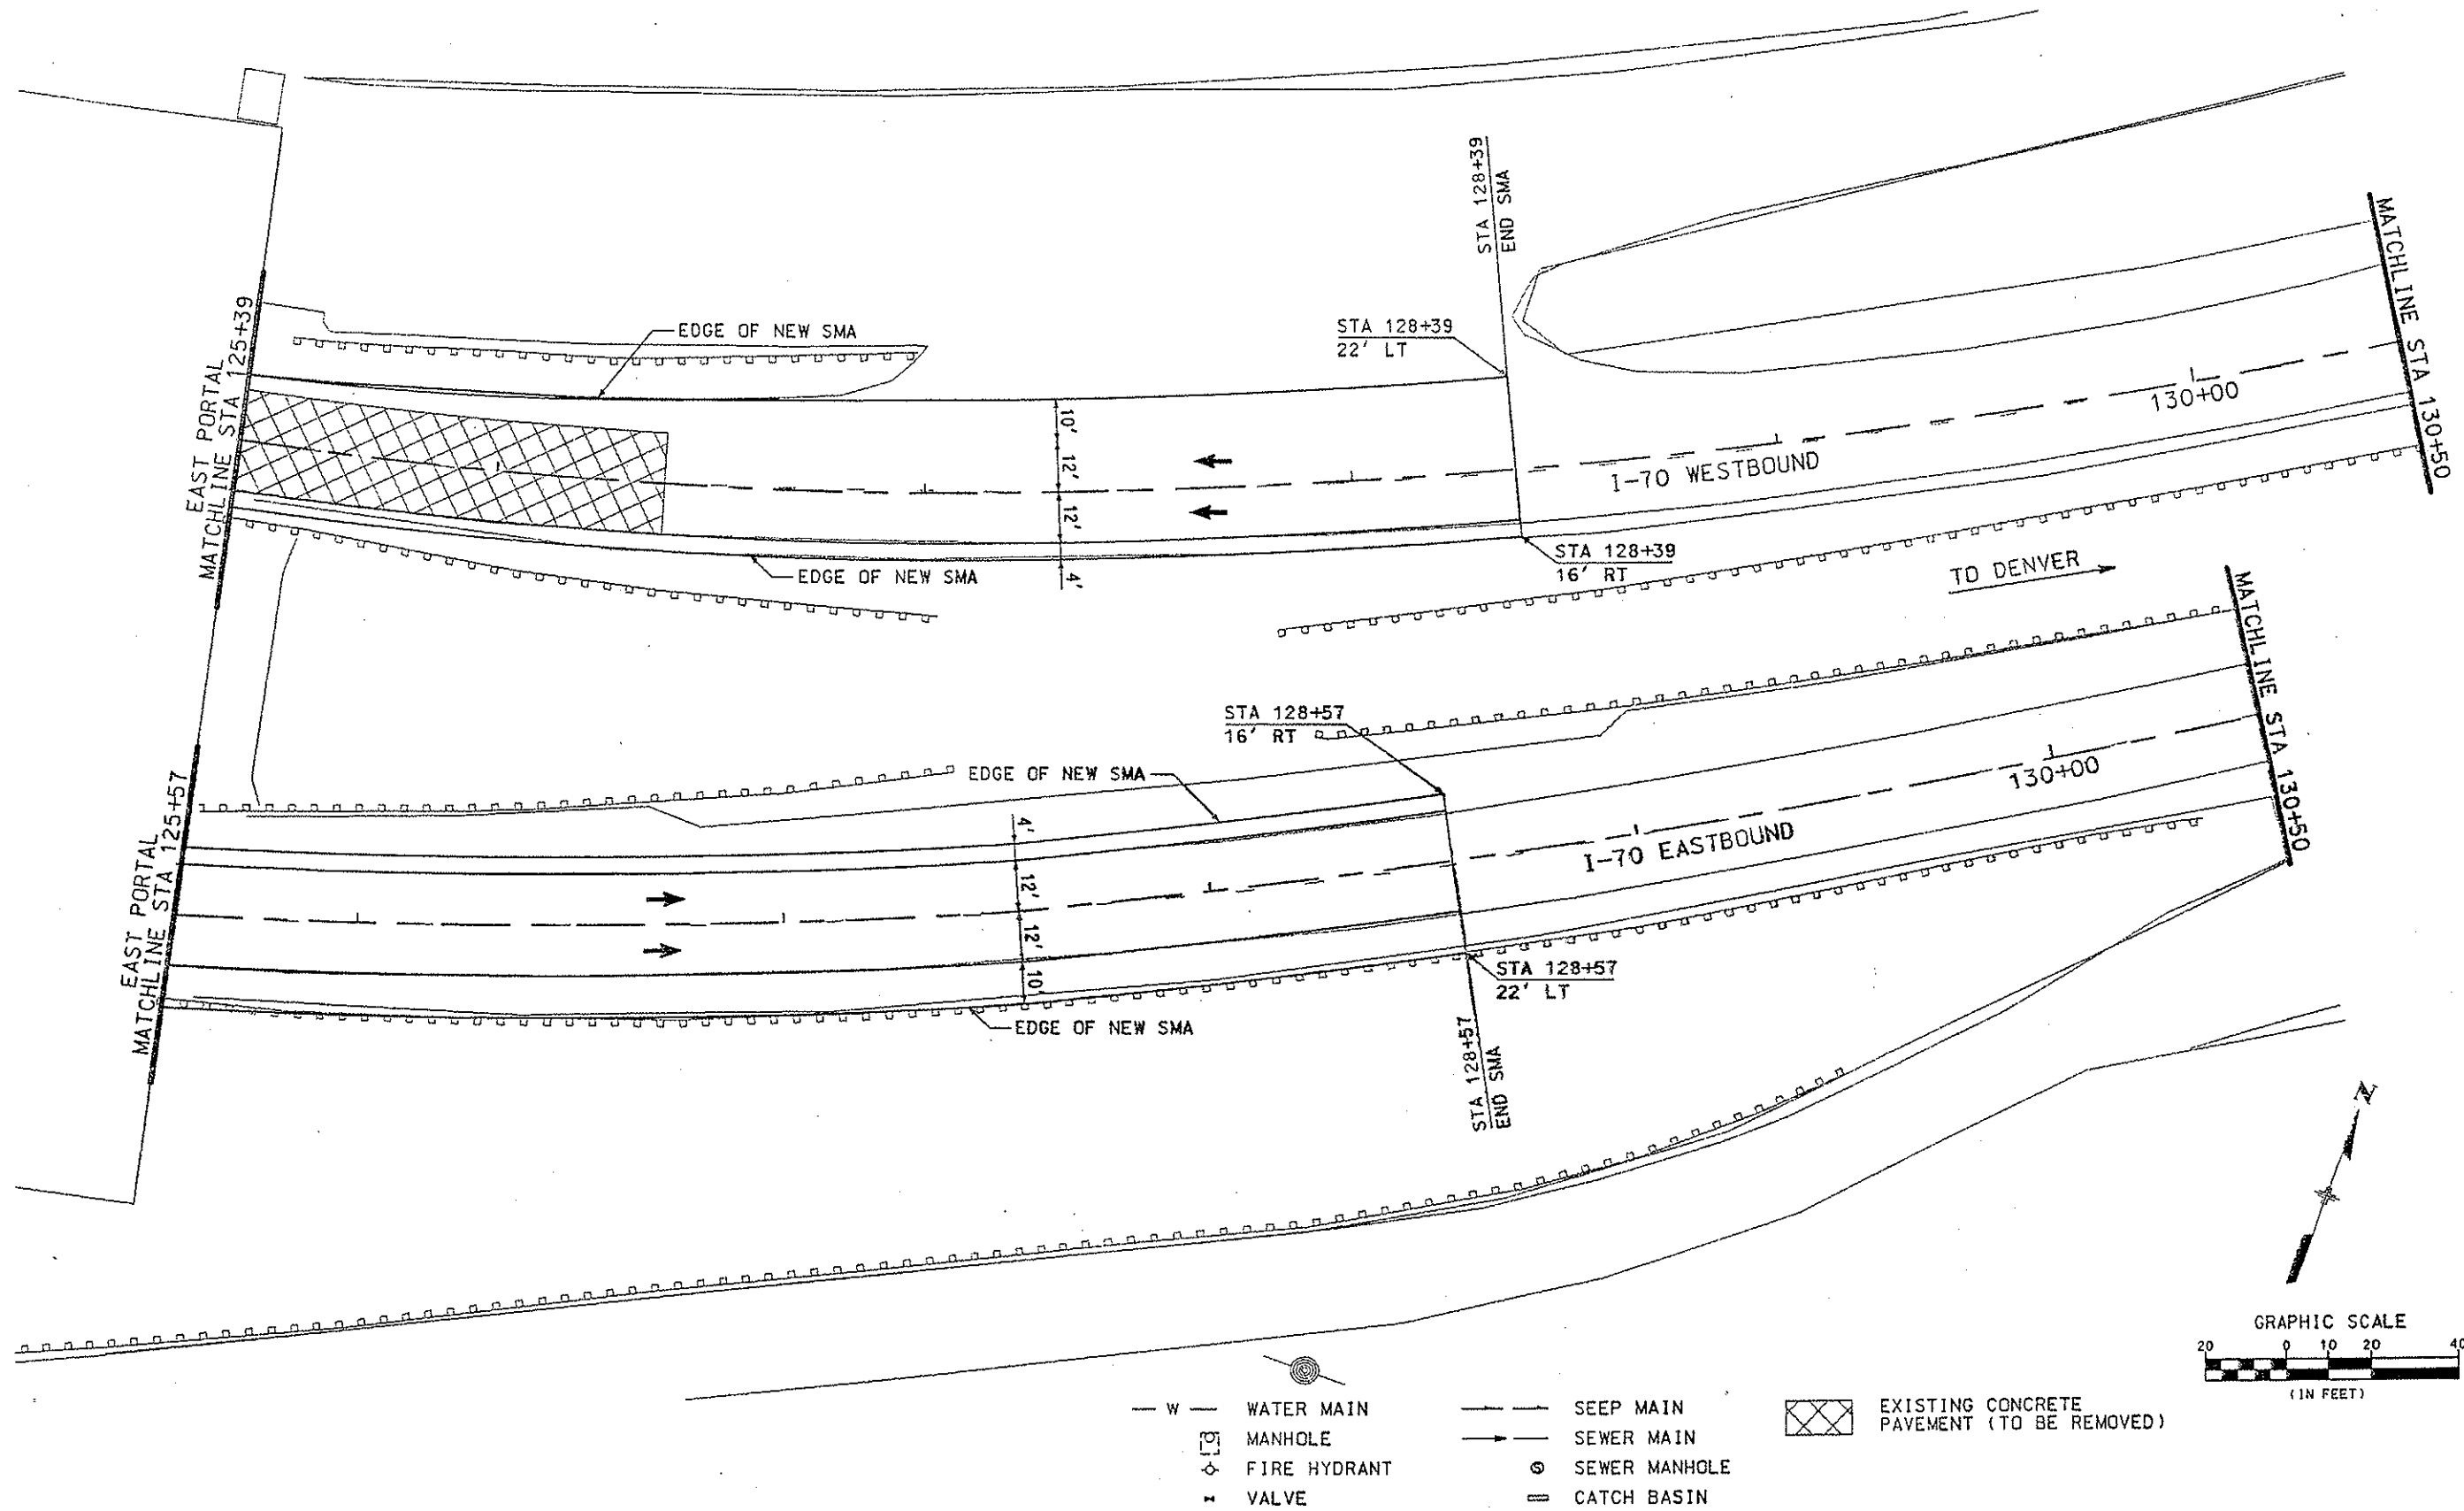 STA 128+39
END SMA
MATCHLINE STA 130+50
EAST PORTAL
MATCHLINE STA 125+39
EDGE OF NEW SMA
STA 128+39
22' LT
10'
12'
12'
4'
130+00
I-70 WESTBOUND
EDGE OF NEW SMA
STA 128+39
16' RT
TO DENVER
MATCHLINE STA 130+50
STA 128+57
16' RT
EDGE OF NEW SMA
4'
12'
12'
10'
130+00
I-70 EASTBOUND
EAST PORTAL
MATCHLINE STA 125+57
STA 128+57
22' LT
EDGE OF NEW SMA
STA 128+57
END SMA
N
GRAPHIC SCALE
20 0 10 20 40
(IN FEET)
W WATER MAIN
MANHOLE
FIRE HYDRANT
VALVE
SEEP MAIN
SEWER MAIN
S SEWER MANHOLE
CATCH BASIN
EXISTING CONCRETE
PAVEMENT (TO BE REMOVED)